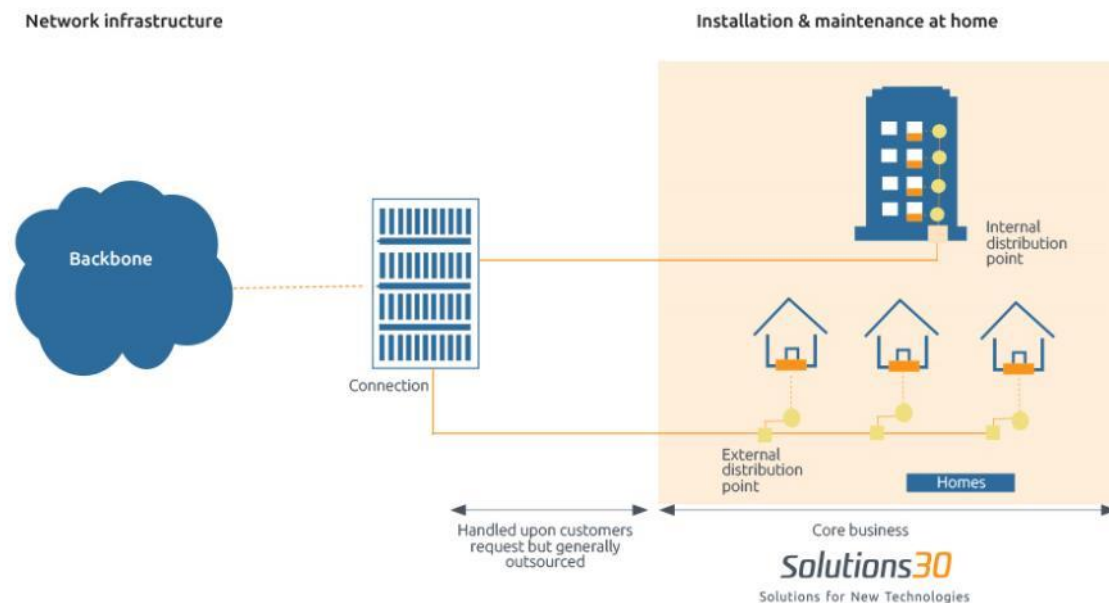 Network infrastructure
Installation & maintenance at home
Backbone
Connection
Internal
distribution
point
External
distribution
point
Homes
Handled upon customers
request but generally
outsourced
Core business
Solutions30
Solutions for New Technologies